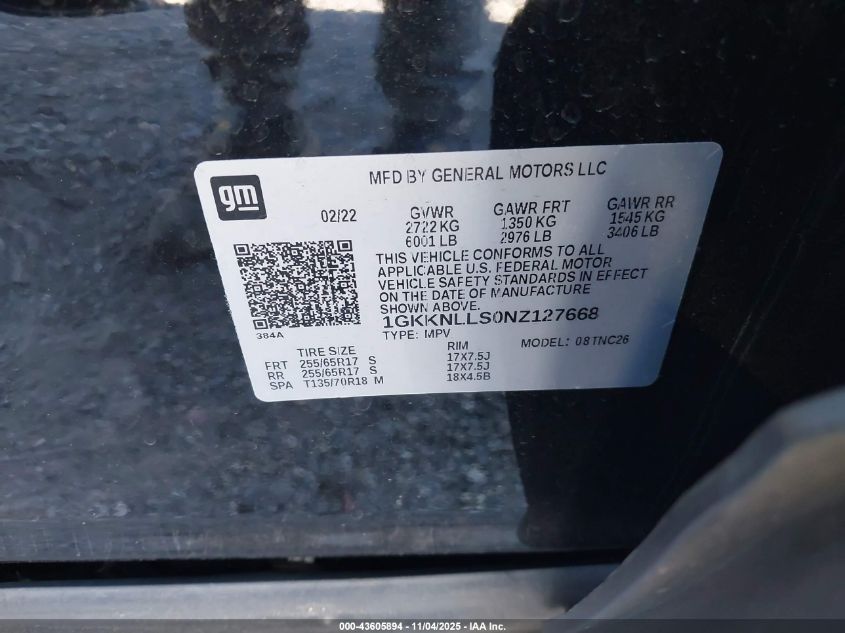 gm
MFD BY GENERAL MOTORS LLC
02/22
GVWR GAWR FRT GAWR RR
2722 KG 1350 KG 1545 KG
6001 LB 2976 LB 3406 LB
THIS VEHICLE CONFORMS TO ALL
APPLICABLE U.S. FEDERAL MOTOR
VEHICLE SAFETY STANDARDS IN EFFECT
ON THE DATE OF MANUFACTURE
SHOWN ABOVE.
384A
1GKKNLLS0NZ127668
TYPE: MPV MODEL: 08TNC26
TIRE SIZE RIM
FRT 255/65R17 S 17X7.5J
RR 255/65R17 S 17X7.5J
SPA T135/70R18 M 18X4.5B
000-43605894 - 11/04/2025 - IAA Inc.